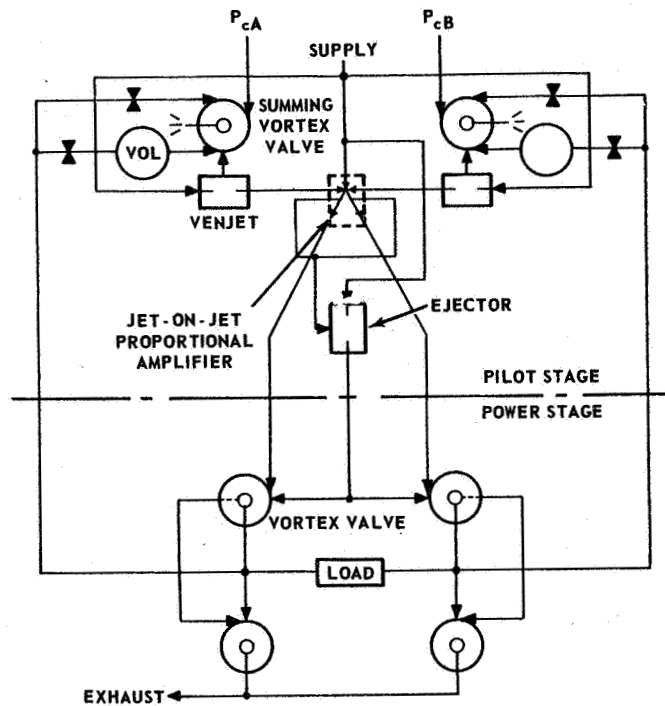 PcA
PcB
SUPPLY
SUMMING
VORTEX
VALVE
VOL
VENJET
JET-ON-JET
PROPORTIONAL
AMPLIFIER
EJECTOR
PILOT STAGE
POWER STAGE
VORTEX VALVE
LOAD
EXHAUST